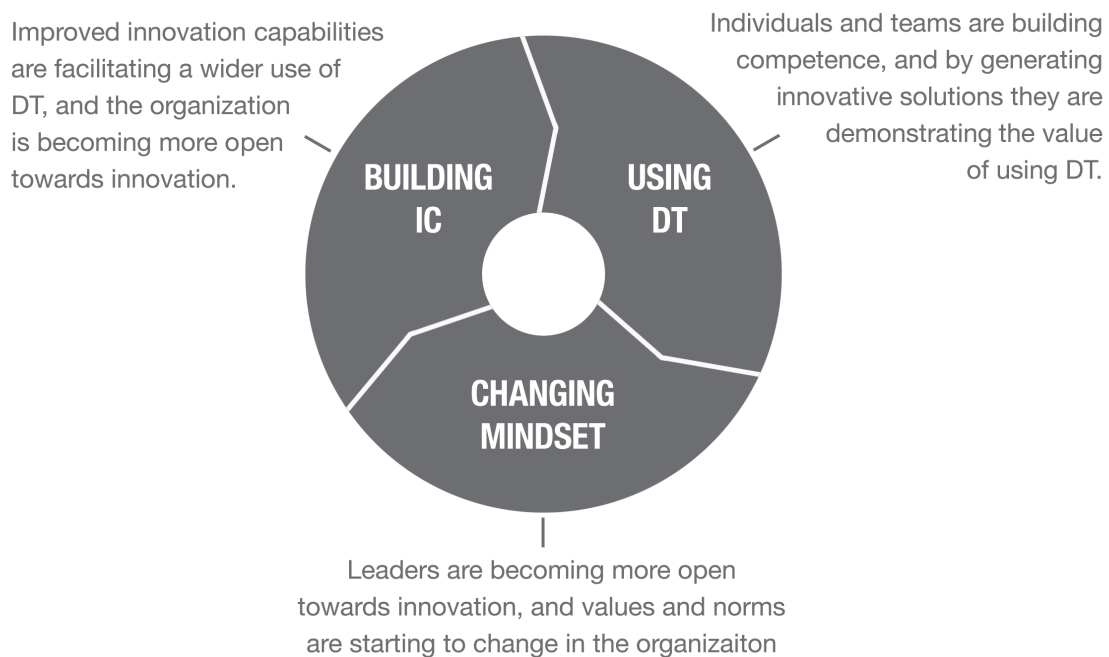 Improved innovation capabilities
are facilitating a wider use of
DT, and the organization
is becoming more open
towards innovation.
Individuals and teams are building
competence, and by generating
innovative solutions they are
demonstrating the value
of using DT.
BUILDING
IC
USING
DT
CHANGING
MINDSET
Leaders are becoming more open
towards innovation, and values and norms
are starting to change in the organizaiton